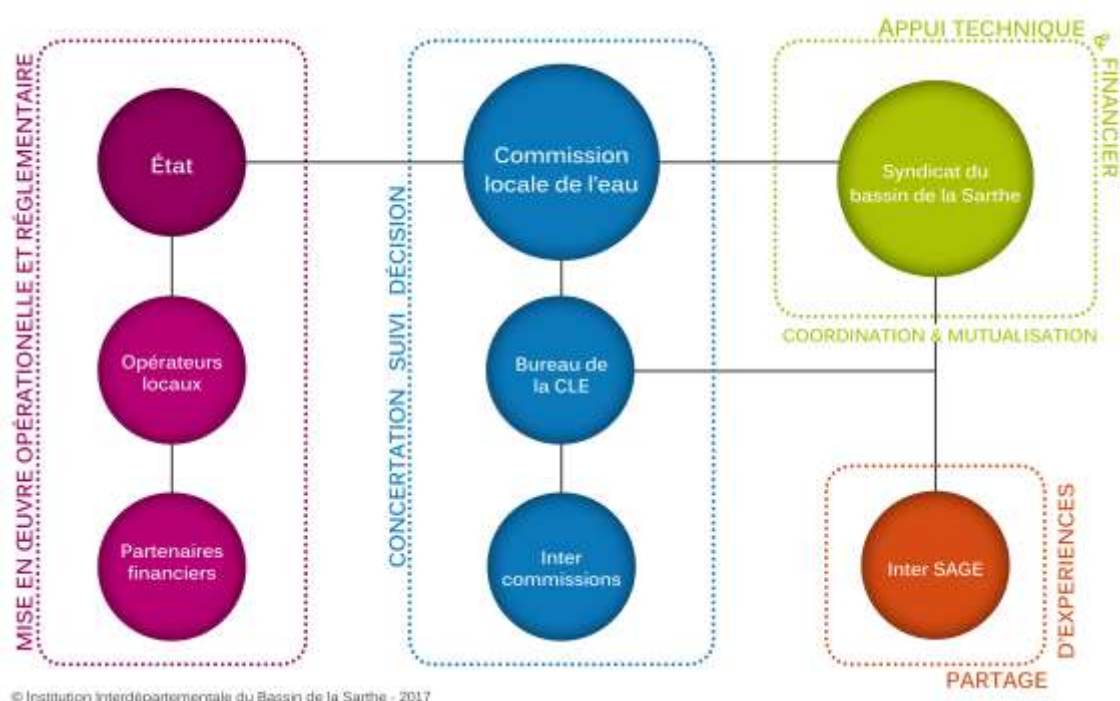 MISE EN ŒUVRE OPÉRATIONELLE ET RÉGLEMENTAIRE
État
Opérateurs
locaux
Partenaires
financiers
CONCERTATION SUIVI DÉCISION
Commission
locale de l'eau
Bureau de
la CLE
Inter
commissions
APPUI TECHNIQUE
& FINANCIER
Syndicat du
bassin de la Sarthe
COORDINATION & MUTUALISATION
Inter SAGE
PARTAGE
D'EXPERIENCES
© Institution Interdépartementale du Bassin de la Sarthe - 2017